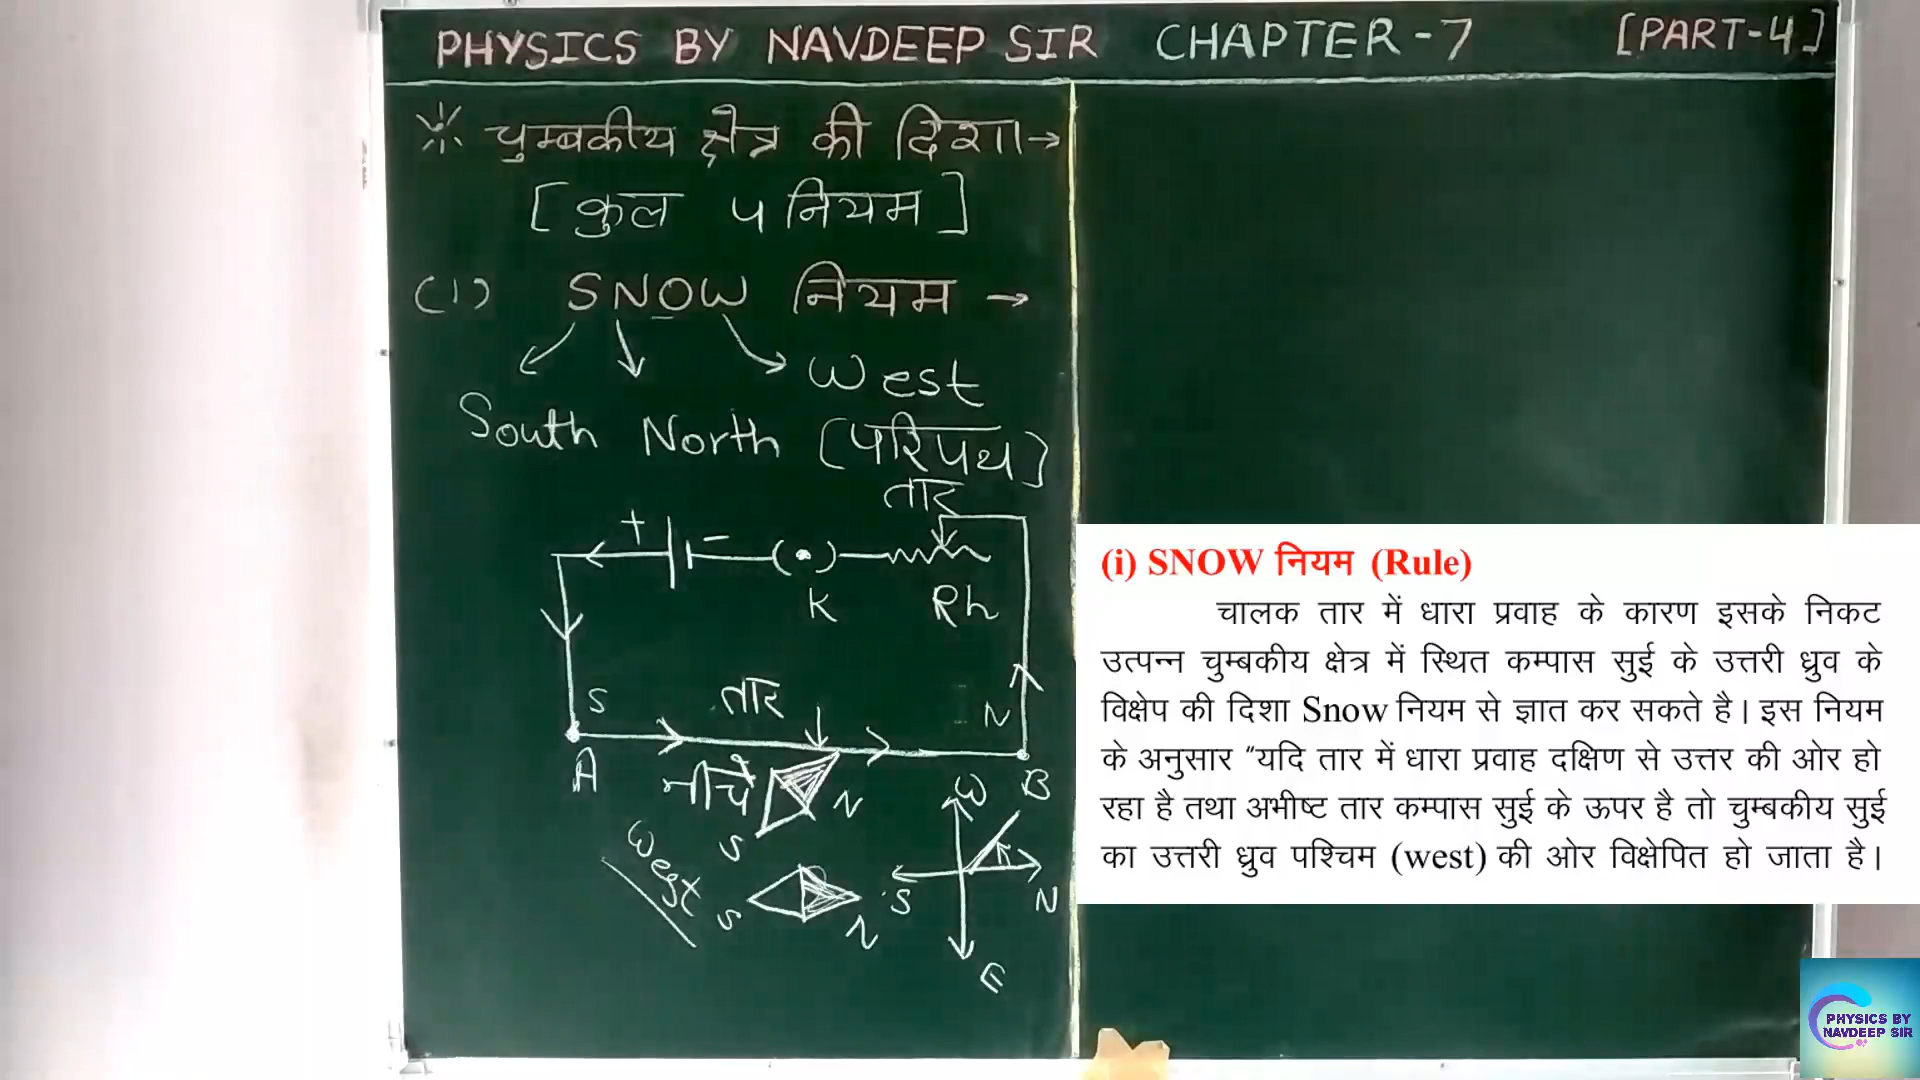 PHYSICS BY NAVDEEP SIR CHAPTER-7 [PART-4]
* चुम्बकीय क्षेत्र की दिशा→
[कुल 4 नियम]
(1) SNOW नियम →
West
South North [परिपथ]
तार
+ -
K Rh
S तार N
A नीचे N W B
S
West S N S N
E
(i) SNOW नियम (Rule)
चालक तार में धारा प्रवाह के कारण इसके निकट
उत्पन्न चुम्बकीय क्षेत्र में स्थित कम्पास सुई के उत्तरी ध्रुव के
विक्षेप की दिशा Snow नियम से ज्ञात कर सकते है। इस नियम
के अनुसार “यदि तार में धारा प्रवाह दक्षिण से उत्तर की ओर हो
रहा है तथा अभीष्ट तार कम्पास सुई के ऊपर है तो चुम्बकीय सुई
का उत्तरी ध्रुव पश्चिम (west) की ओर विक्षेपित हो जाता है।
PHYSICS BY
NAVDEEP SIR